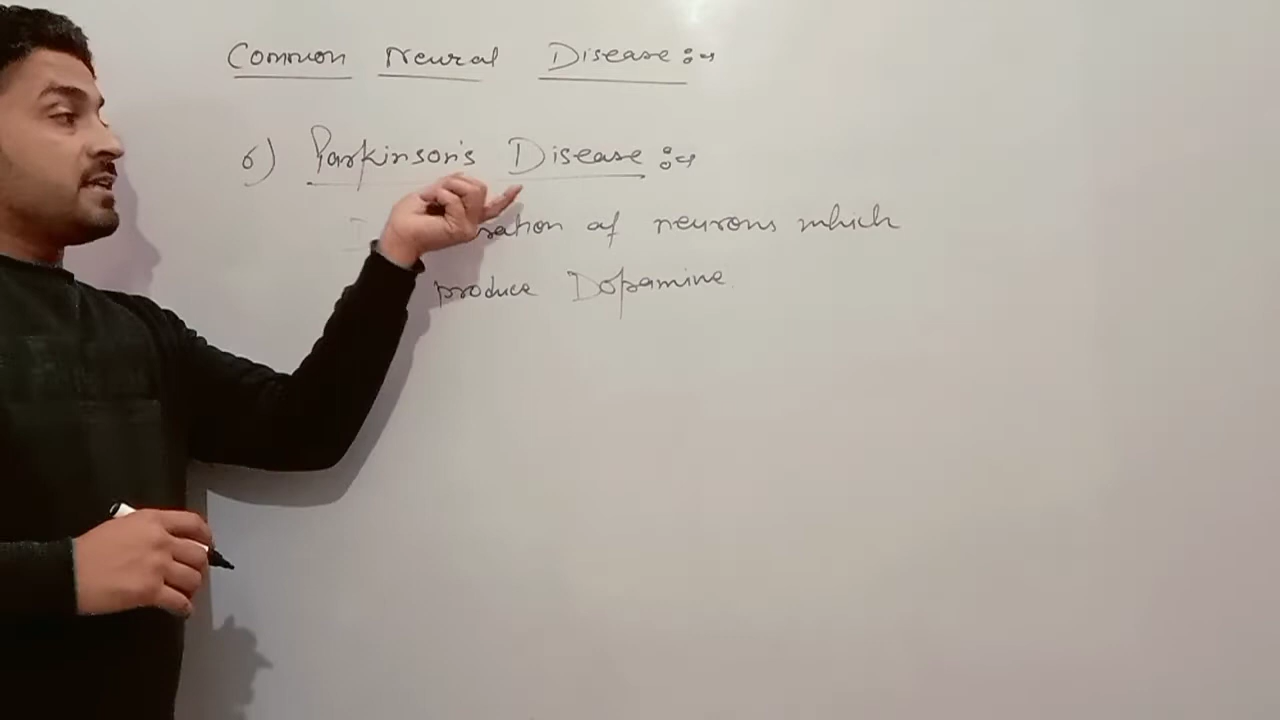 Common Neural Disease :-
6) Parkinson's Disease :-
of neurons which
produce Dopamine